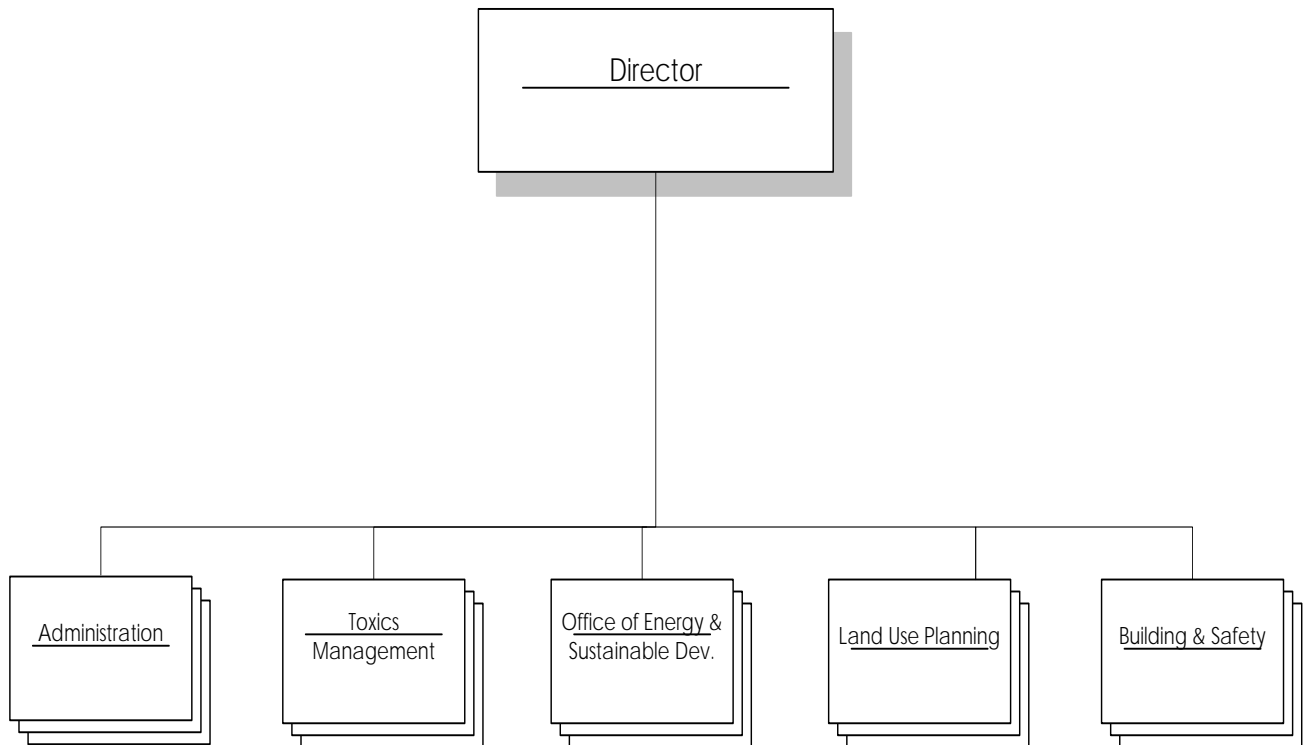 Director
Administration
Toxics
Management
Office of Energy &
Sustainable Dev.
Land Use Planning
Building & Safety